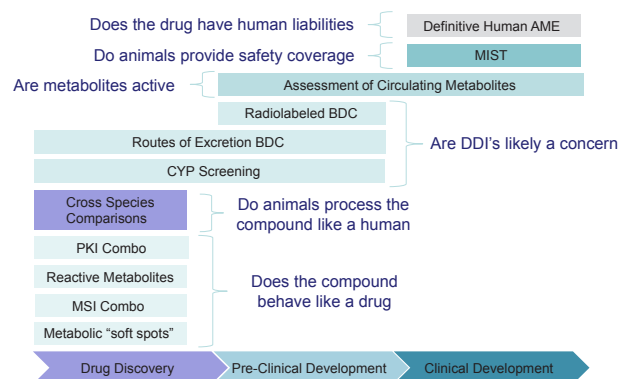 Does the drug have human liabilities
Definitive Human AME
Do animals provide safety coverage
MIST
Are metabolites active
Assessment of Circulating Metabolites
Radiolabeled BDC
Routes of Excretion BDC
Are DDI's likely a concern
CYP Screening
Cross Species
Comparisons
Do animals process the
compound like a human
PKI Combo
Reactive Metabolites
Does the compound
behave like a drug
MSI Combo
Metabolic “soft spots”
Drug Discovery
Pre-Clinical Development
Clinical Development